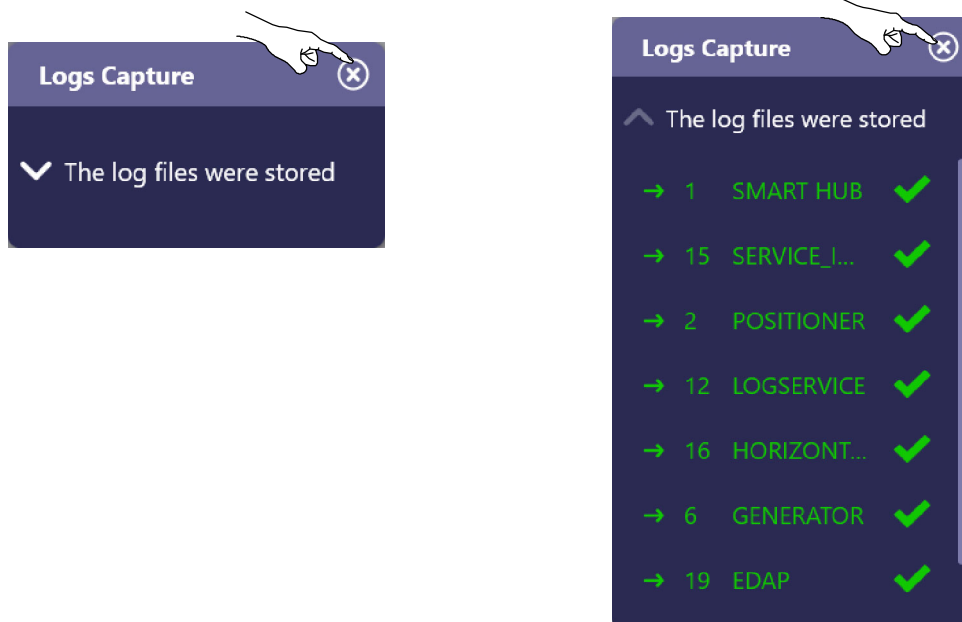 Logs Capture
The log files were stored
Logs Capture
The log files were stored
→ 1 SMART HUB
→ 15 SERVICE_I...
→ 2 POSITIONER
→ 12 LOGSERVICE
→ 16 HORIZONT...
→ 6 GENERATOR
→ 19 EDAP